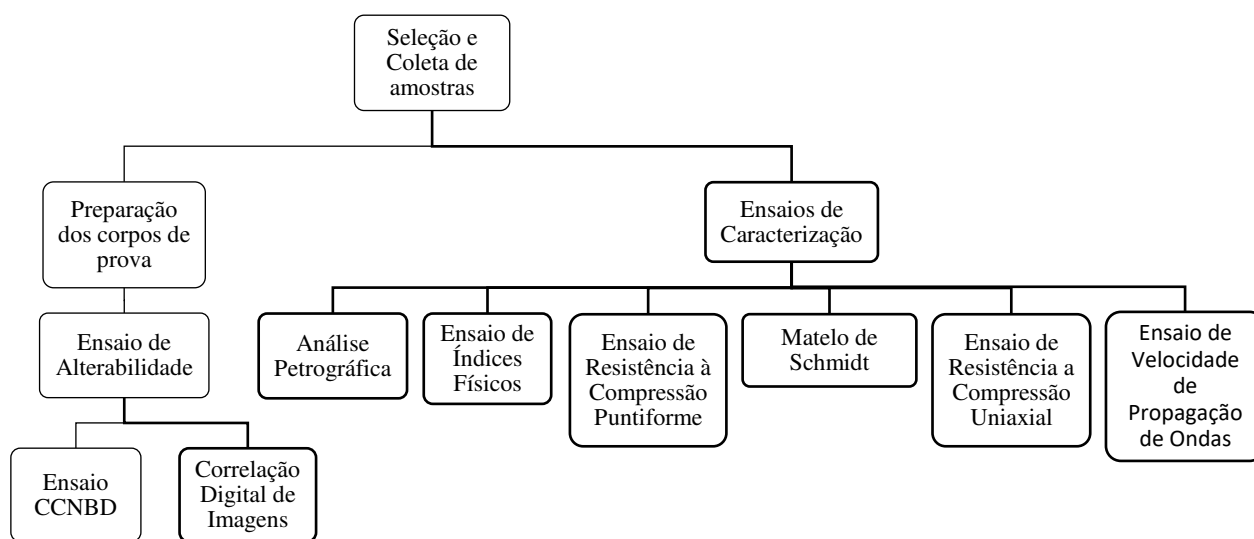 Seleção e
Coleta de
amostras
Preparação
dos corpos de
prova
Ensaios de
Caracterização
Ensaio de
Alterabilidade
Análise
Petrográfica
Ensaio de
Índices
Físicos
Ensaio de
Resistência à
Compressão
Puntiforme
Matelo de
Schmidt
Ensaio de
Resistência a
Compressão
Uniaxial
Ensaio de
Velocidade
de
Propagação
de Ondas
Ensaio
CCNBD
Correlação
Digital de
Imagens